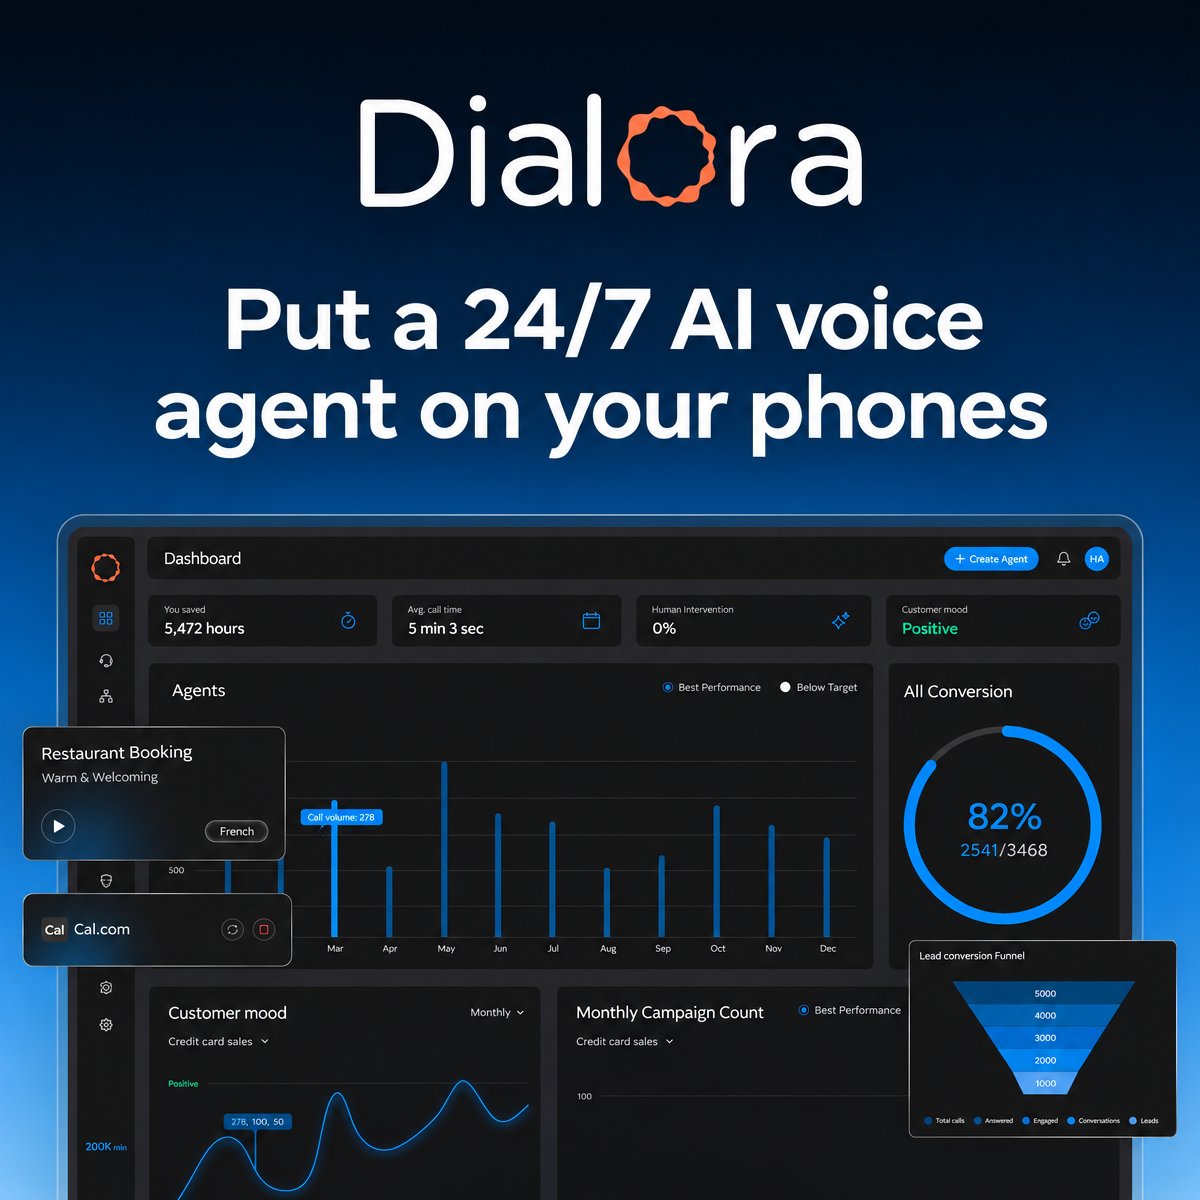 Dialora
Put a 24/7 AI voice
agent on your phones
Dashboard
+ Create Agent
HA
You saved
5,472 hours
Avg. call time
5 min 3 sec
Human Intervention
0%
Customer mood
Positive
Agents
Best Performance
Below Target
All Conversion
Restaurant Booking
Warm & Welcoming
French
Call volume: 278
500
82%
2541/3468
Cal Cal.com
Mar
Apr
May
Jun
Jul
Aug
Sep
Oct
Nov
Dec
Lead conversion Funnel
5000
4000
3000
2000
1000
Total calls
Answered
Engaged
Conversations
Leads
Customer mood
Monthly
Credit card sales
Positive
278, 100, 50
200K min
Monthly Campaign Count
Best Performance
Credit card sales
100